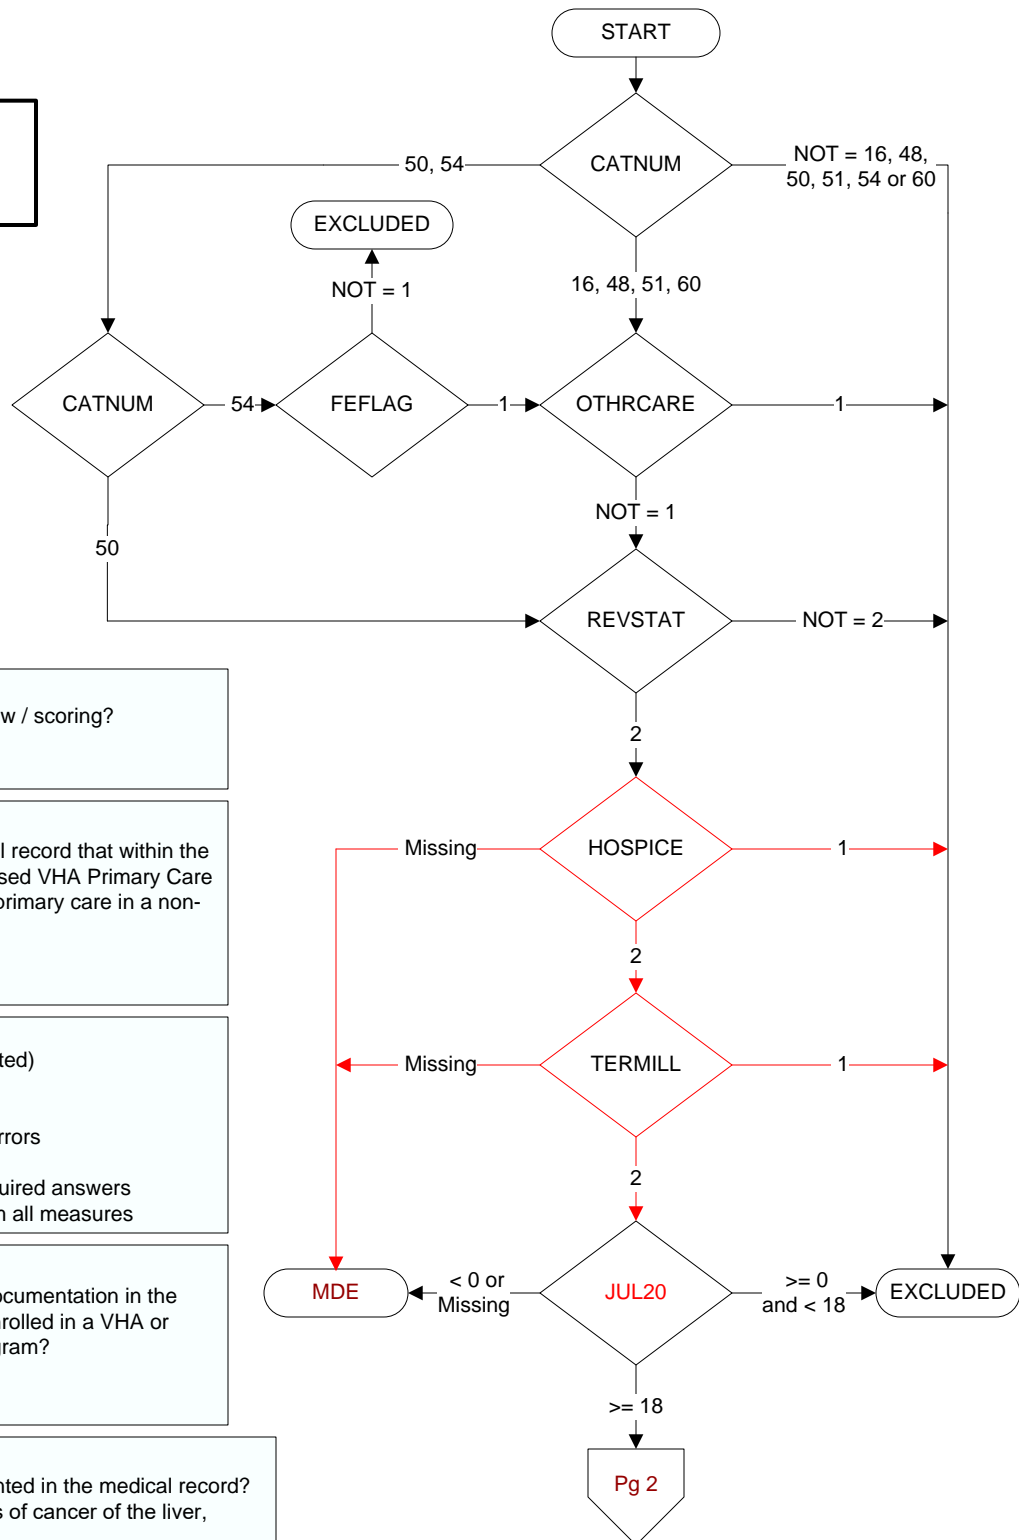 START
CATNUM
50, 54
NOT = 16, 48,
50, 51, 54 or 60
EXCLUDED
NOT = 1
16, 48, 51, 60
CATNUM
54
FEFLAG
1
OTHRCARE
1
NOT = 1
50
REVSTAT
NOT = 2
2
w / scoring?
HOSPICE
Missing
1
l record that within the
sed VHA Primary Care
primary care in a non-
2
TERMILL
Missing
1
ted)
rrors
uired answers
n all measures
2
JUL20
< 0 or
Missing
MDE
>= 0
and < 18
EXCLUDED
ocumentation in the
nrolled in a VHA or
gram?
>= 18
Pg 2
nted in the medical record?
s of cancer of the liver,